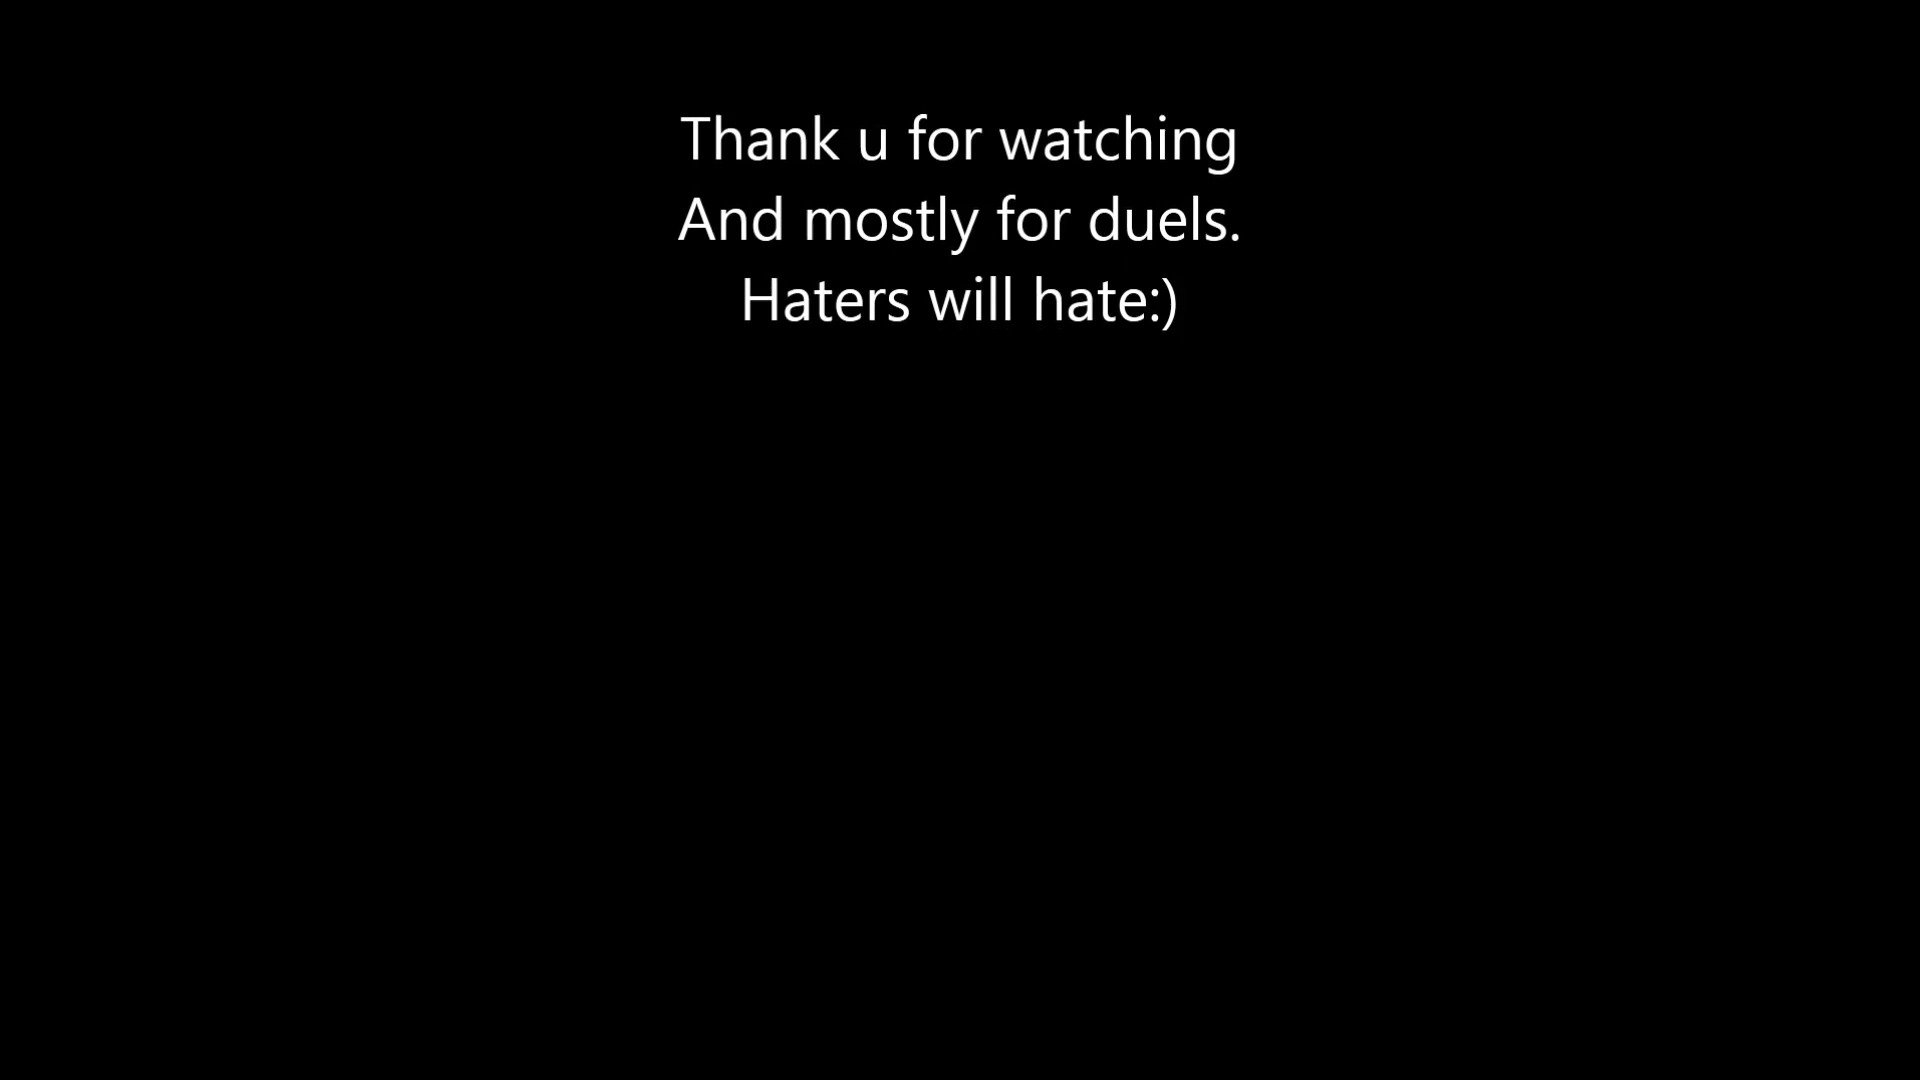 Thank u for watching
And mostly for duels.
Haters will hate:)